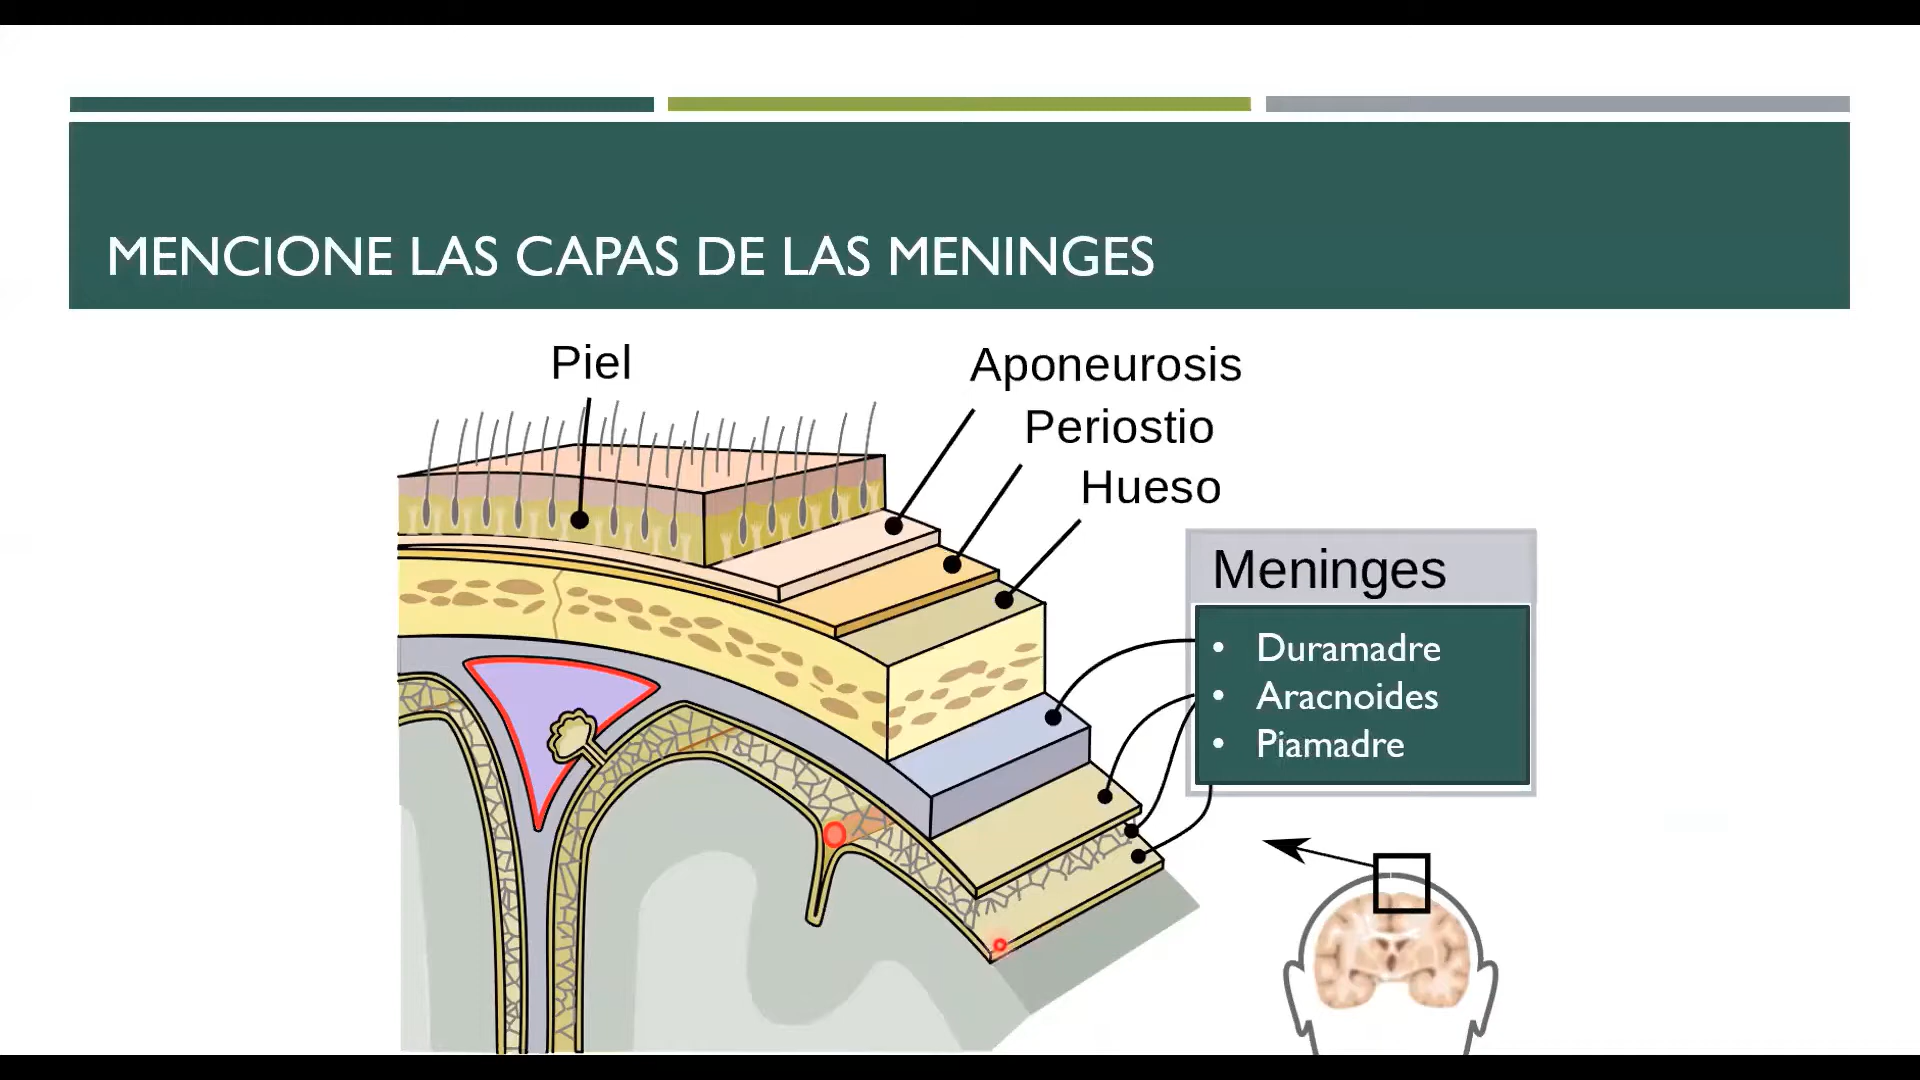 MENCIONE LAS CAPAS DE LAS MENINGES
Piel
Aponeurosis
Periostio
Hueso
Meninges
• Duramadre
• Aracnoides
• Piamadre